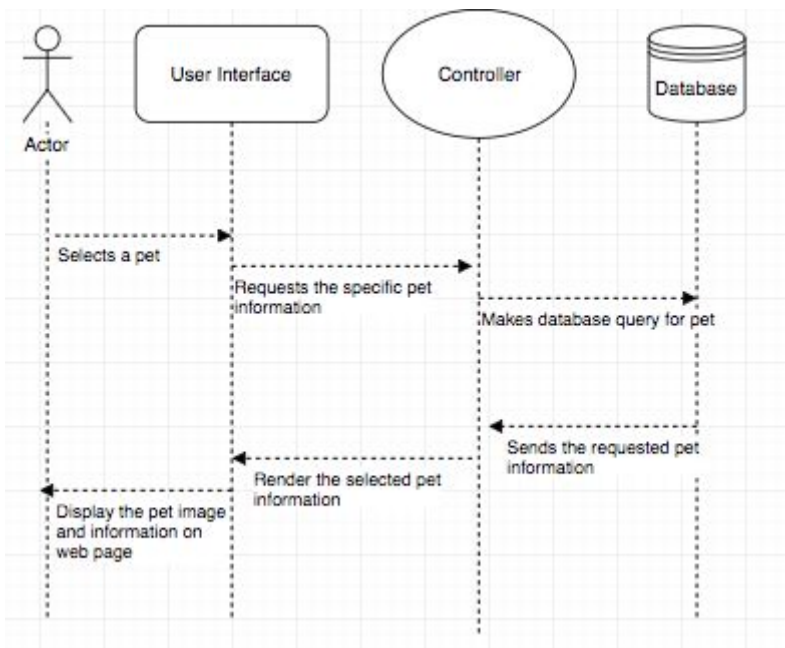 User Interface
Controller
Database
Actor
Selects a pet
Requests the specific pet
information
Makes database query for pet
Sends the requested pet
information
Render the selected pet
information
Display the pet image
and information on
web page